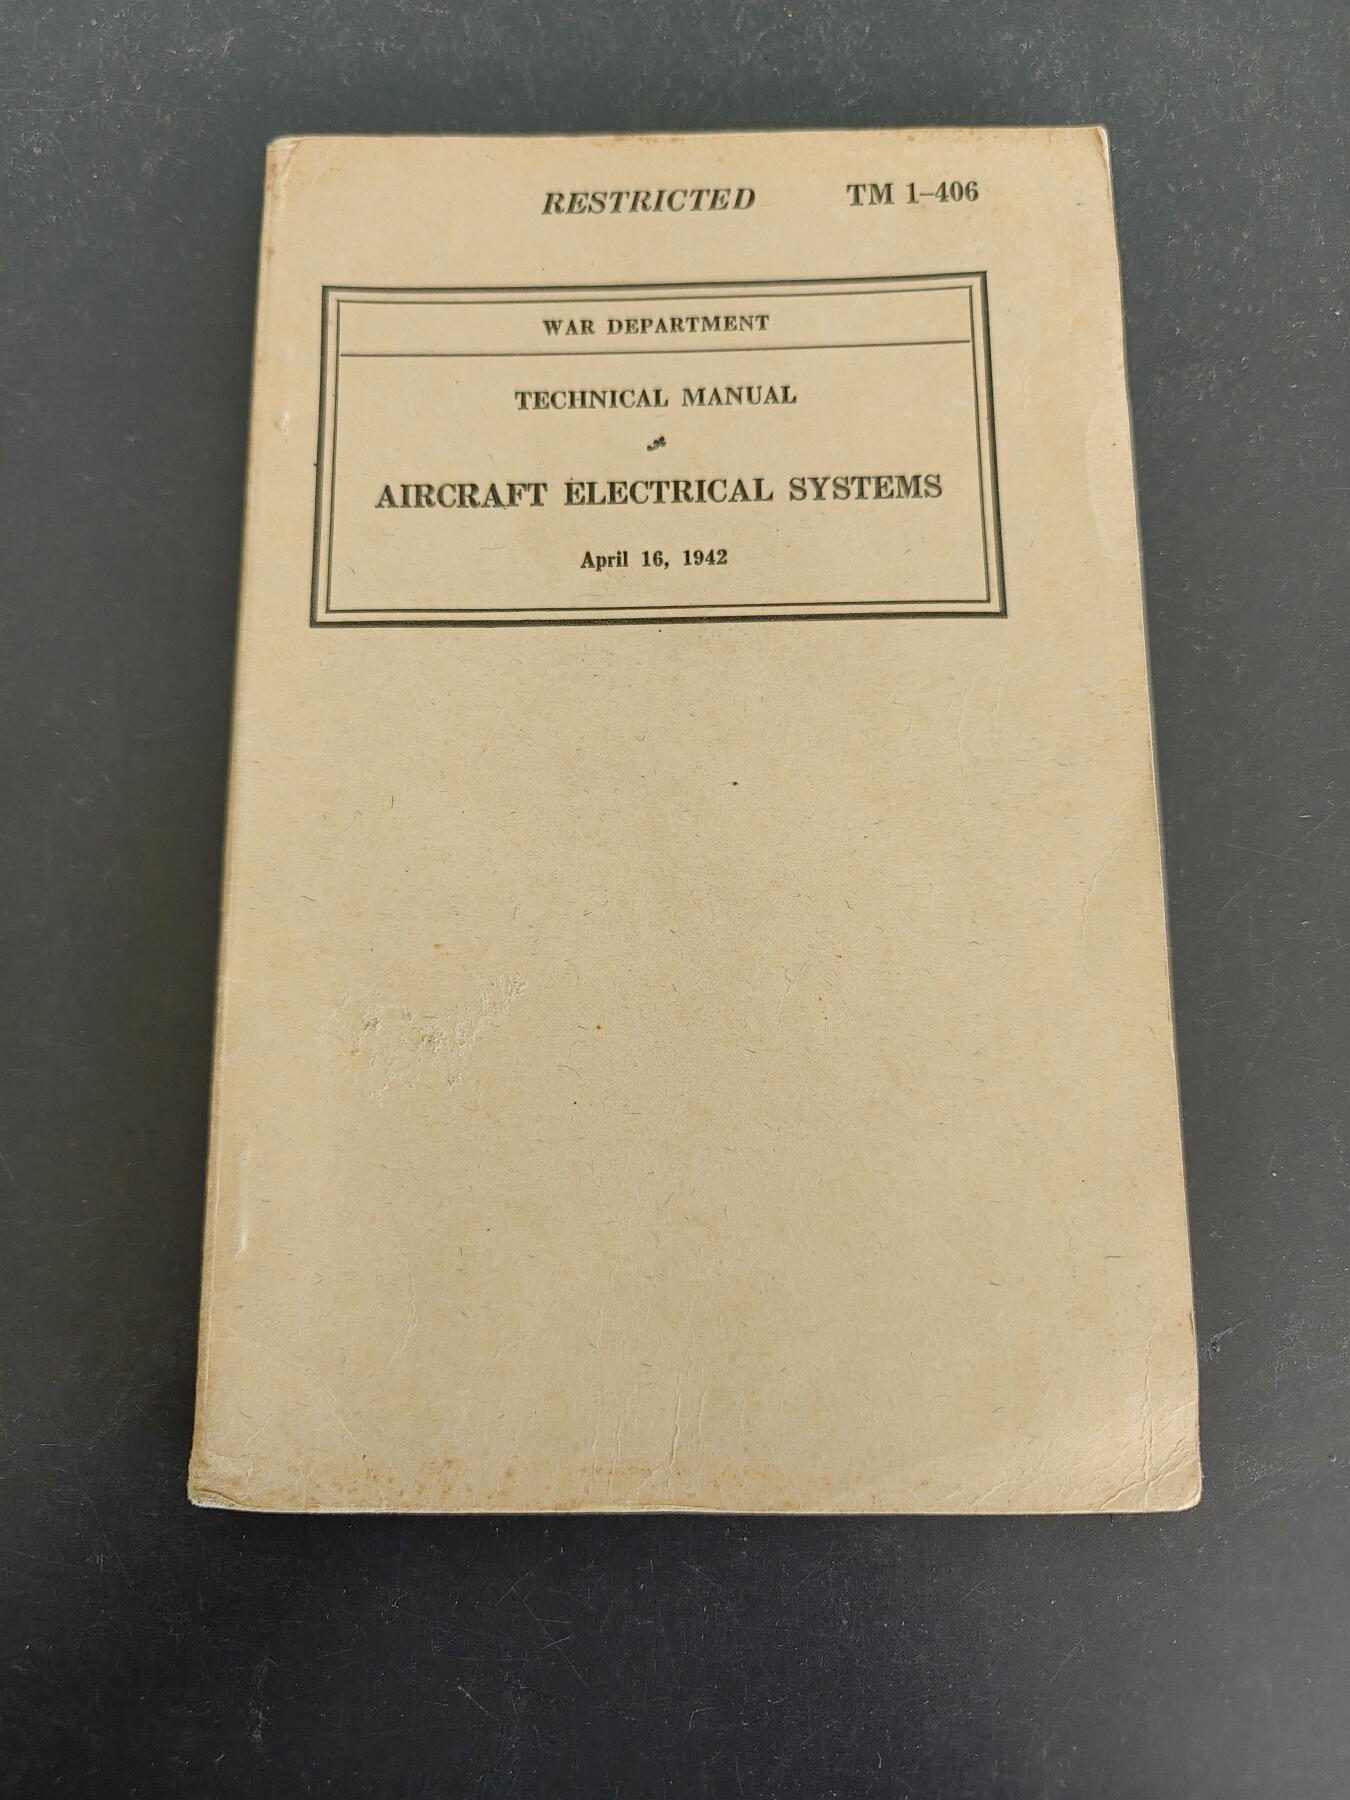 RESTRICTED TM 1–406
WAR DEPARTMENT
TECHNICAL MANUAL
AIRCRAFT ELECTRICAL SYSTEMS
April 16, 1942